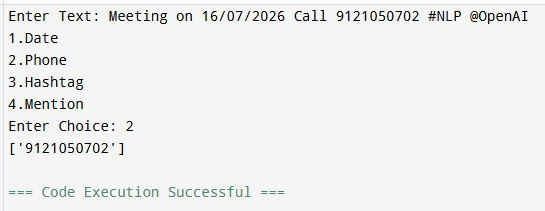 Enter Text: Meeting on 16/07/2026 Call 9121050702 #NLP @OpenAI
1.Date
2.Phone
3.Hashtag
4.Mention
Enter Choice: 2
['9121050702']
=== Code Execution Successful ===